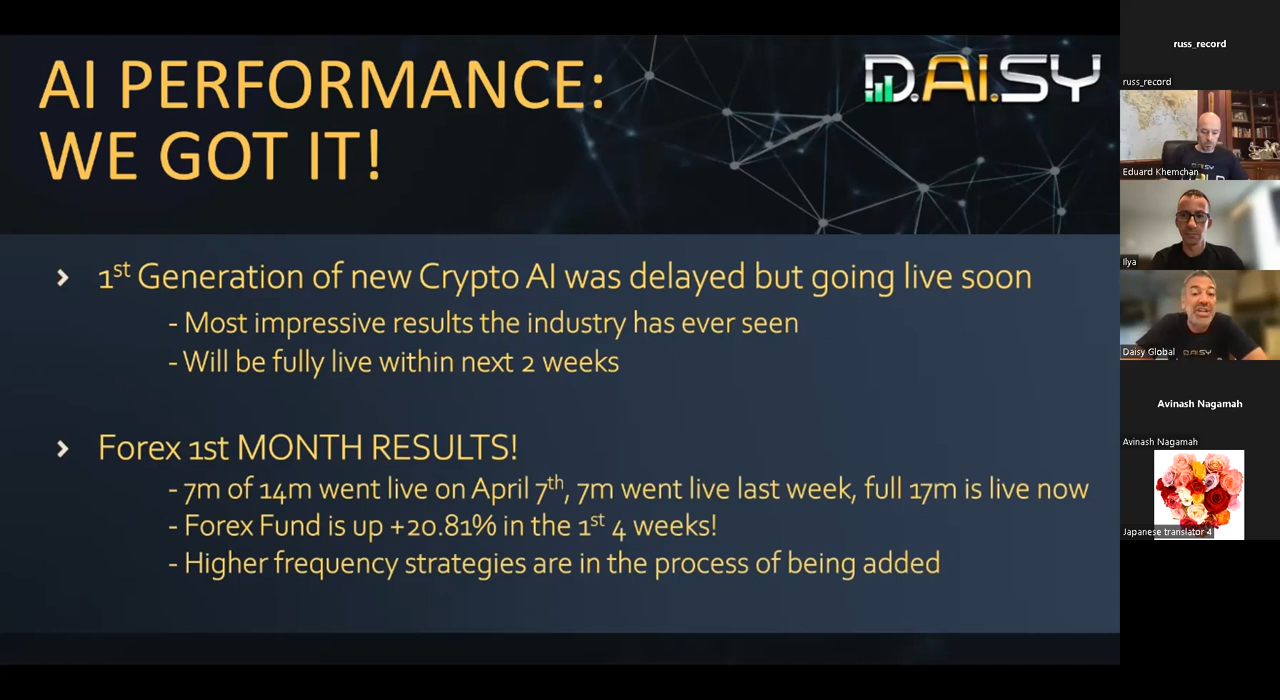 AI PERFORMANCE:
WE GOT IT!
D.AI.SY
1st Generation of new Crypto AI was delayed but going live soon
- Most impressive results the industry has ever seen
- Will be fully live within next 2 weeks
Forex 1st MONTH RESULTS!
- 7m of 14m went live on April 7th, 7m went live last week, full 17m is live now
- Forex Fund is up +20.81% in the 1st 4 weeks!
- Higher frequency strategies are in the process of being added
russ_record
russ_record
Eduard Khemchan
Ilya
DAISY
Daisy Global
Avinash Nagamah
Avinash Nagamah
Japanese translator 4